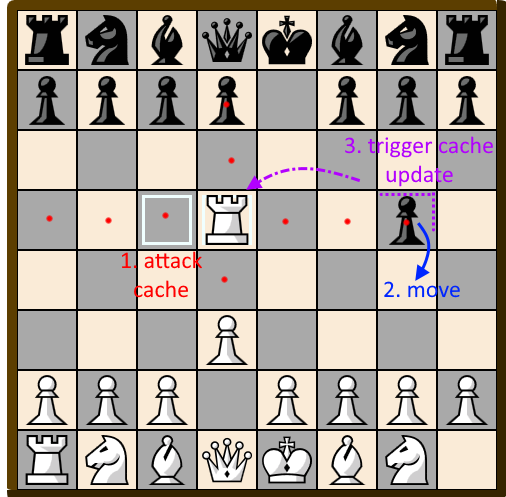 3. trigger cache
update
1. attack
cache
2. move